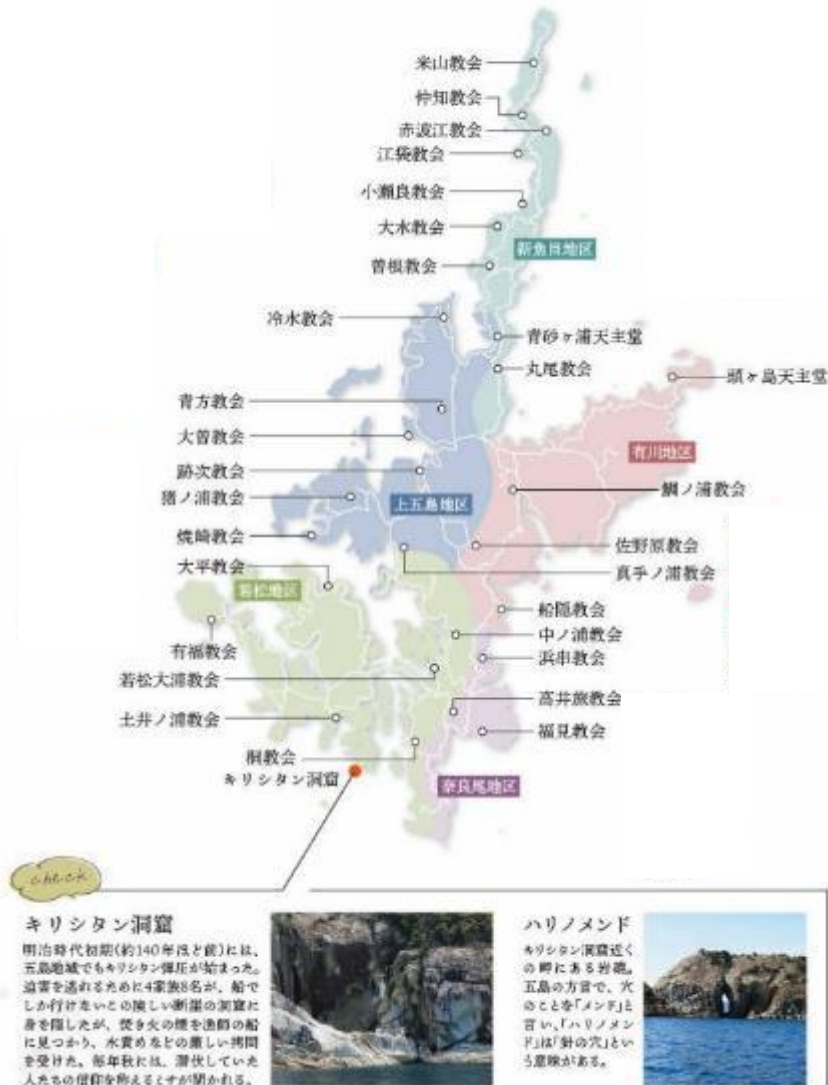 米山教会
仲知教会
赤波江教会
江袋教会
小瀬良教会
大水教会
新魚目地区
曽根教会
冷水教会
青砂ヶ浦天主堂
丸尾教会
頭ヶ島天主堂
青方教会
大曽教会
有川地区
跡次教会
鯛ノ浦教会
猪ノ浦教会
上五島地区
焼崎教会
佐野原教会
大平教会
真手ノ浦教会
若松地区
船隠教会
中ノ浦教会
有福教会
浜串教会
若松大浦教会
高井旅教会
土井ノ浦教会
福見教会
桐教会
キリシタン洞窟
奈良尾地区
check
キリシタン洞窟
明治時代初期(約140年ほど前)には、
五島地域でもキリシタン弾圧が始まった。
迫害を逃れるために4家族8名が、船で
しか行けないこの険しい断崖の洞窟に
身を隠したが、焚き火の煙を漁師の船
に見つかり、水責めなどの厳しい拷問
を受けた。毎年秋には、潜伏していた
人たちの信仰を称えるミサが開かれる。
ハリノメンド
キリシタン洞窟近く
の岬にある岩礁。
五島の方言で、穴
のことを「メンド」と
言い、「ハリノメン
ド」は「針の穴」とい
う意味がある。